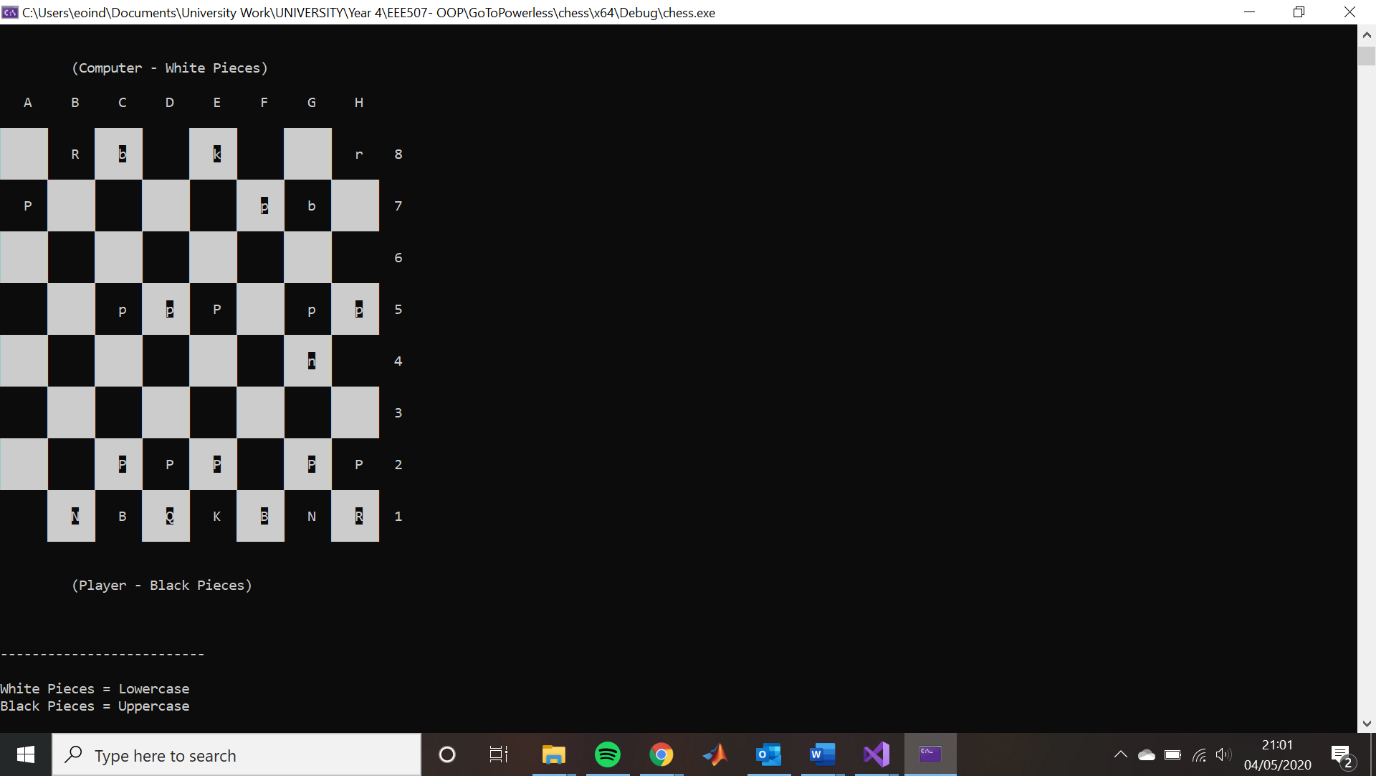 C:\Users\eoind\Documents\University Work\UNIVERSITY\Year 4\EEE507- OOP\GoToPowerless\chess\x64\Debug\chess.exe
(Computer - White Pieces)
A B C D E F G H
R b k r 8
P p b 7
6
p p P p p 5
n 4
3
P P P P P 2
N B Q K B N R 1
(Player - Black Pieces)
--------------------------
White Pieces = Lowercase
Black Pieces = Uppercase
Type here to search
21:01
04/05/2020
2